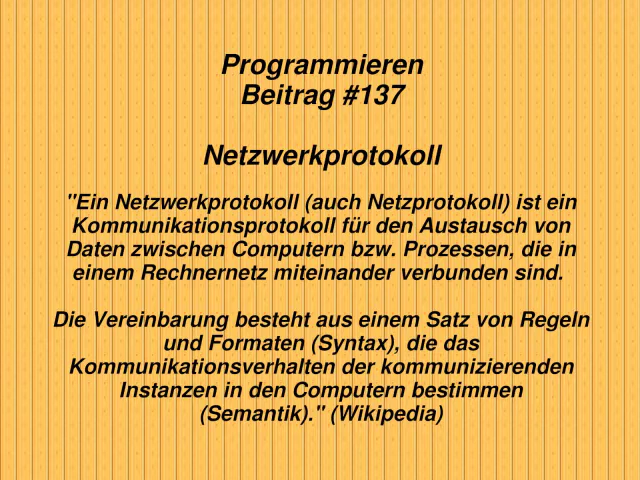 Programmieren
Beitrag #137
Netzwerkprotokoll
"Ein Netzwerkprotokoll (auch Netzprotokoll) ist ein
Kommunikationsprotokoll für den Austausch von
Daten zwischen Computern bzw. Prozessen, die in
einem Rechnernetz miteinander verbunden sind.
Die Vereinbarung besteht aus einem Satz von Regeln
und Formaten (Syntax), die das
Kommunikationsverhalten der kommunizierenden
Instanzen in den Computern bestimmen
(Semantik)." (Wikipedia)